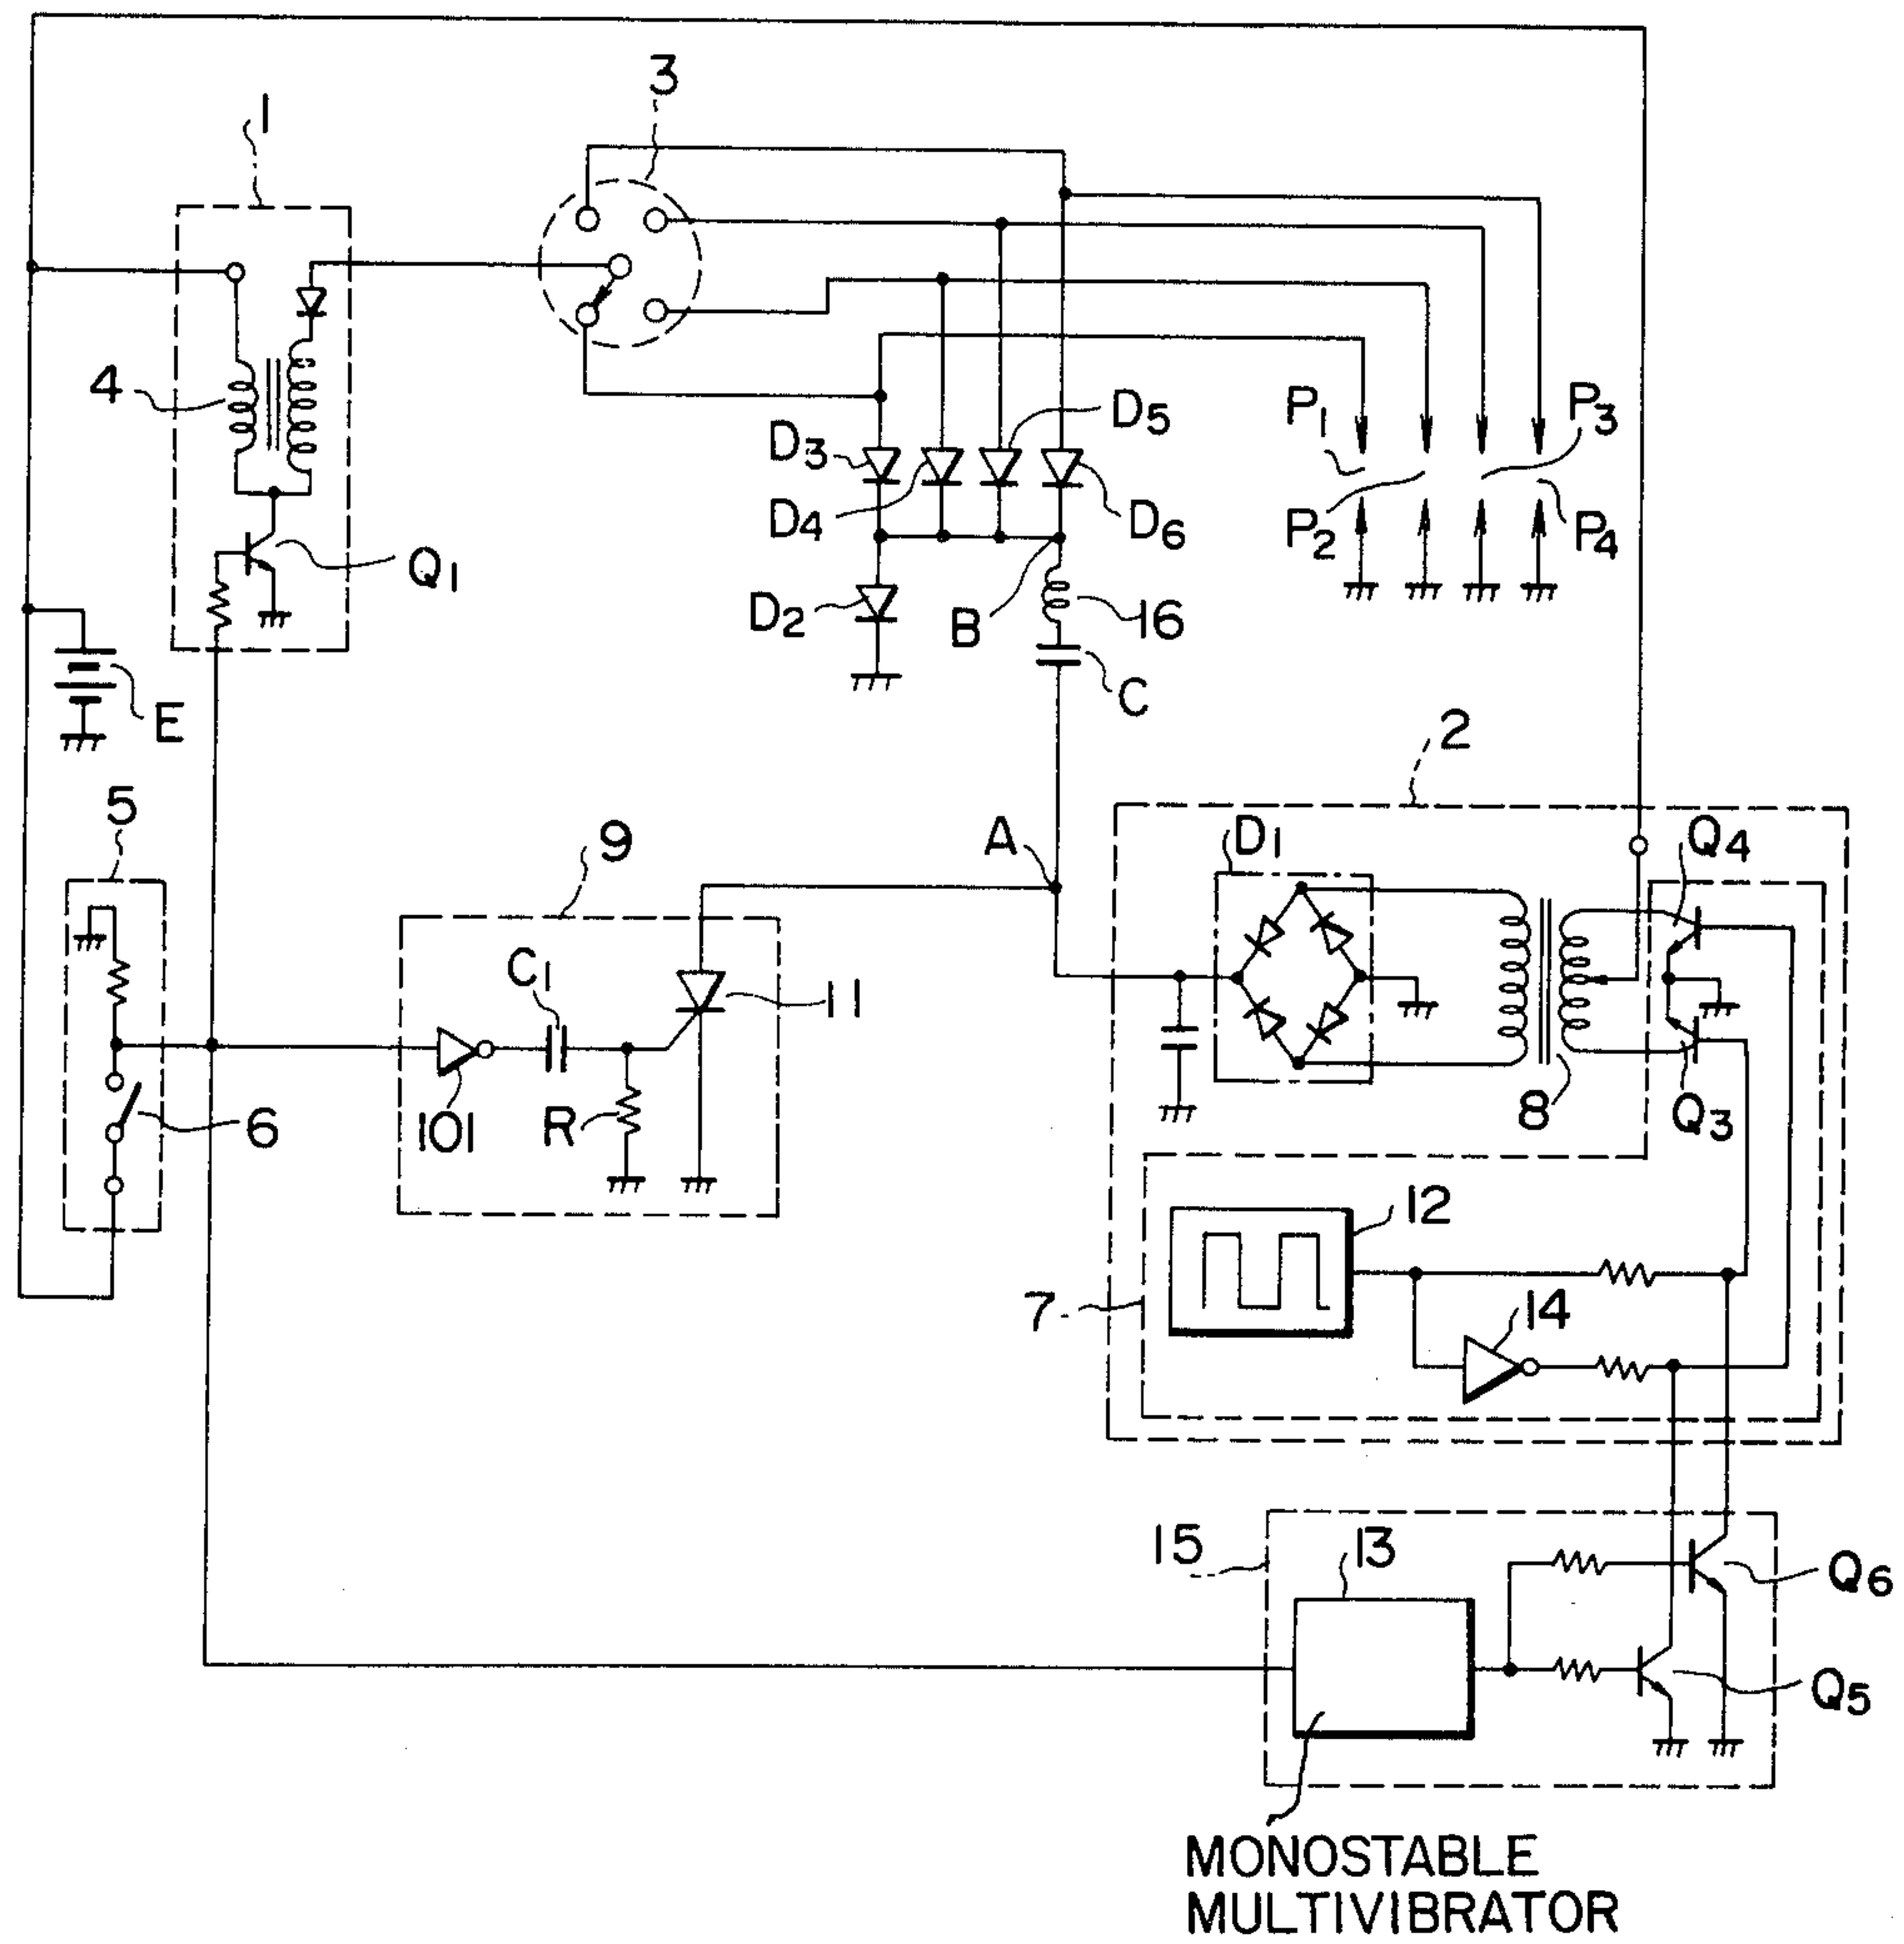 1
3
4
D3
D5
P1
P3
D4
D6
P2
P4
Q1
D2
B
16
E
C
2
5
9
A
D1
Q4
C1
11
101
R
6
8
Q3
12
7
14
15
13
Q6
Q5
MONOSTABLE
MULTIVIBRATOR